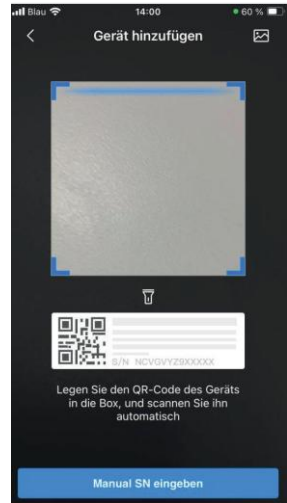 Blau 14:00 60 %
Gerät hinzufügen
S/N NCVGVYZ9XXXXX
Legen Sie den QR-Code des Geräts
in die Box, und scannen Sie ihn
automatisch
Manual SN eingeben